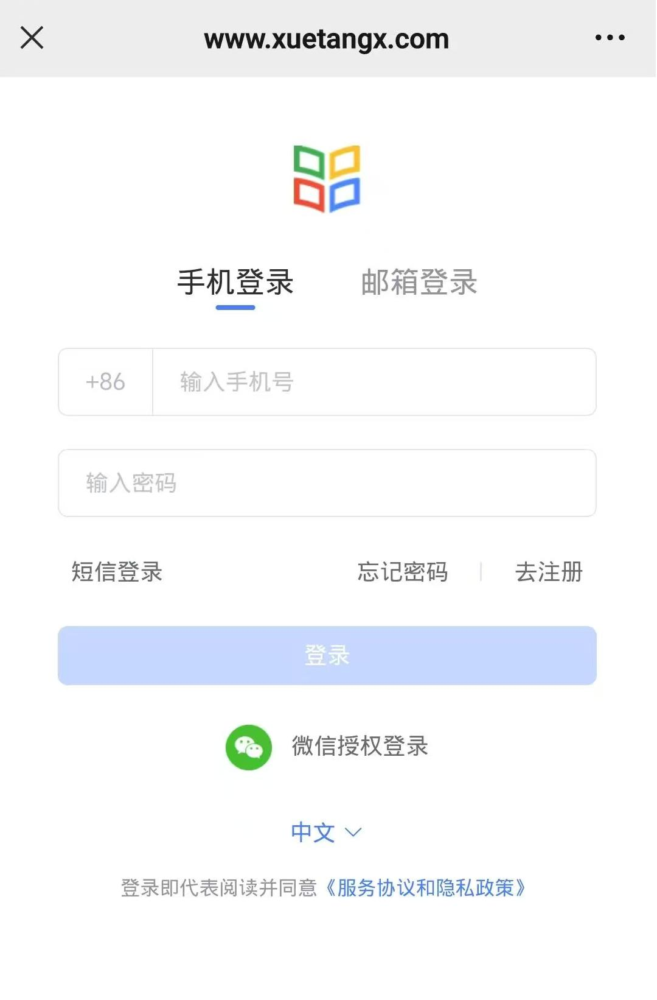 www.xuetangx.com
手机登录 邮箱登录
+86 输入手机号
输入密码
短信登录 忘记密码 去注册
登录
微信授权登录
中文
登录即代表阅读并同意《服务协议和隐私政策》